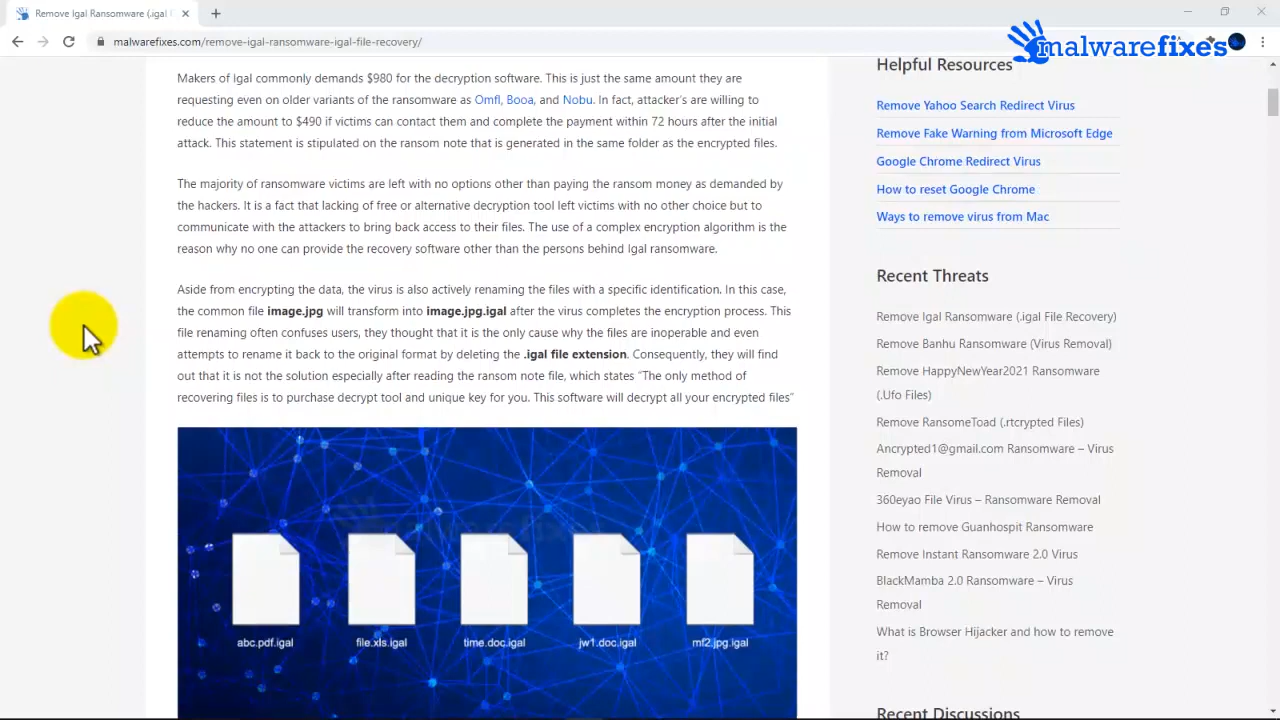 Remove Igal Ransomware (.igal F
malwarefixes.com/remove-igal-ransomware-igal-file-recovery/
malwarefixes
Makers of Igal commonly demands $980 for the decryption software. This is just the same amount they are
requesting even on older variants of the ransomware as Omfl, Booa, and Nobu. In fact, attacker's are willing to
reduce the amount to $490 if victims can contact them and complete the payment within 72 hours after the initial
attack. This statement is stipulated on the ransom note that is generated in the same folder as the encrypted files.
The majority of ransomware victims are left with no options other than paying the ransom money as demanded by
the hackers. It is a fact that lacking of free or alternative decryption tool left victims with no other choice but to
communicate with the attackers to bring back access to their files. The use of a complex encryption algorithm is the
reason why no one can provide the recovery software other than the persons behind Igal ransomware.
Aside from encrypting the data, the virus is also actively renaming the files with a specific identification. In this case,
the common file image.jpg will transform into image.jpg.igal after the virus completes the encryption process. This
file renaming often confuses users, they thought that it is the only cause why the files are inoperable and even
attempts to rename it back to the original format by deleting the .igal file extension. Consequently, they will find
out that it is not the solution especially after reading the ransom note file, which states “The only method of
recovering files is to purchase decrypt tool and unique key for you. This software will decrypt all your encrypted files”
abc.pdf.igal
file.xls.igal
time.doc.igal
jw1.doc.igal
mf2.jpg.igal
Helpful Resources
Remove Yahoo Search Redirect Virus
Remove Fake Warning from Microsoft Edge
Google Chrome Redirect Virus
How to reset Google Chrome
Ways to remove virus from Mac
Recent Threats
Remove Igal Ransomware (.igal File Recovery)
Remove Banhu Ransomware (Virus Removal)
Remove HappyNewYear2021 Ransomware
(.Ufo Files)
Remove RansomeToad (.rtcrypted Files)
Ancrypted1@gmail.com Ransomware – Virus
Removal
360eyao File Virus – Ransomware Removal
How to remove Guanhospit Ransomware
Remove Instant Ransomware 2.0 Virus
BlackMamba 2.0 Ransomware – Virus
Removal
What is Browser Hijacker and how to remove
it?
Recent Discussions